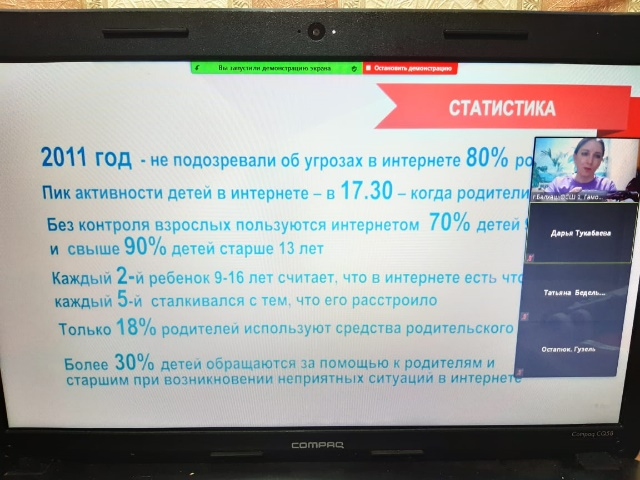 Вы запустили демонстрацию экрана
Остановить демонстрацию
СТАТИСТИКА
2011 год - не подозревали об угрозах в интернете 80%
Пик активности детей в интернете – в 17.30 – когда родители
Без контроля взрослых пользуются интернетом 70% детей
и свыше 90% детей старше 13 лет
Каждый 2-й ребенок 9-16 лет считает, что в интернете есть
каждый 5-й сталкивался с тем, что его расстроило
Только 18% родителей используют средства родительского
Более 30% детей обращаются за помощью к родителям и
старшим при возникновении неприятных ситуаций в интернете
Дарья Тукабаева
Татьяна Бедель...
Остапюк. Гузель
COMPAQ
Compaq CQ58